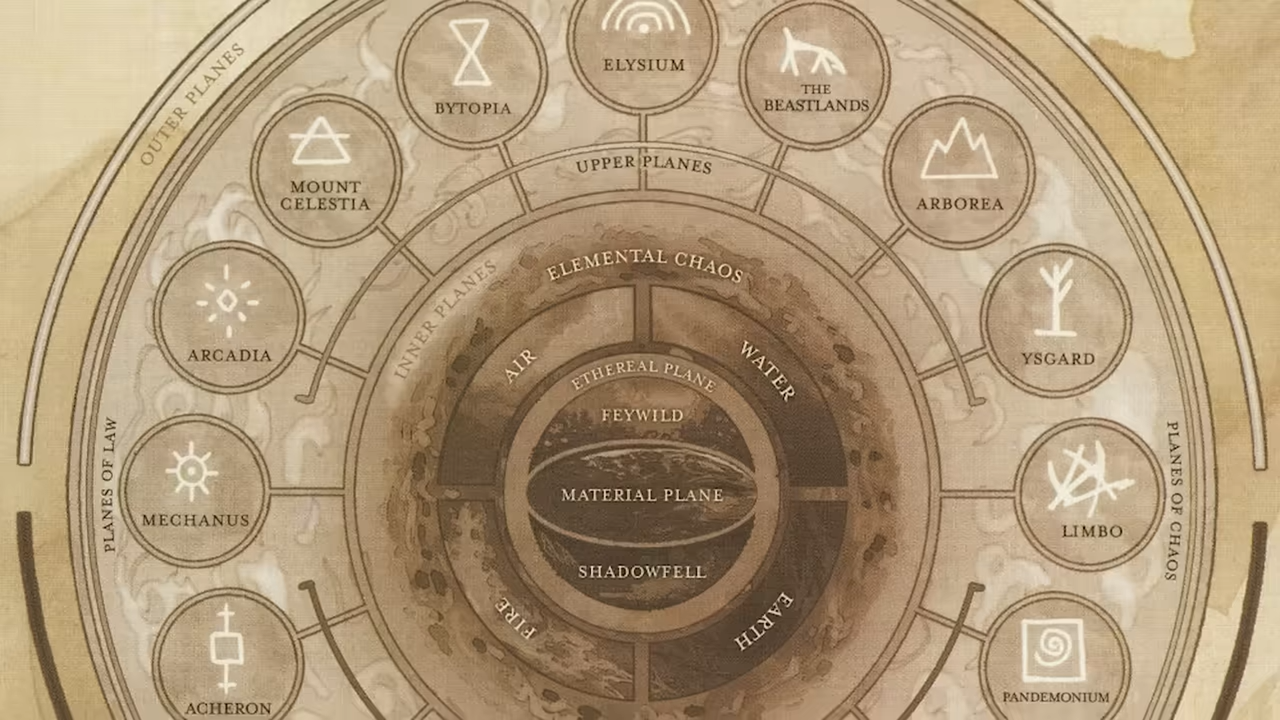 ELYSIUM
BYTOPIA
THE
BEASTLANDS
OUTER PLANES
MOUNT
CELESTIA
UPPER PLANES
ARBOREA
ELEMENTAL CHAOS
INNER PLANES
ARCADIA
YSGARD
AIR
WATER
ETHEREAL PLANE
FEYWILD
PLANES OF LAW
MECHANUS
MATERIAL PLANE
LIMBO
PLANES OF CHAOS
SHADOWFELL
FIRE
EARTH
ACHERON
PANDEMONIUM